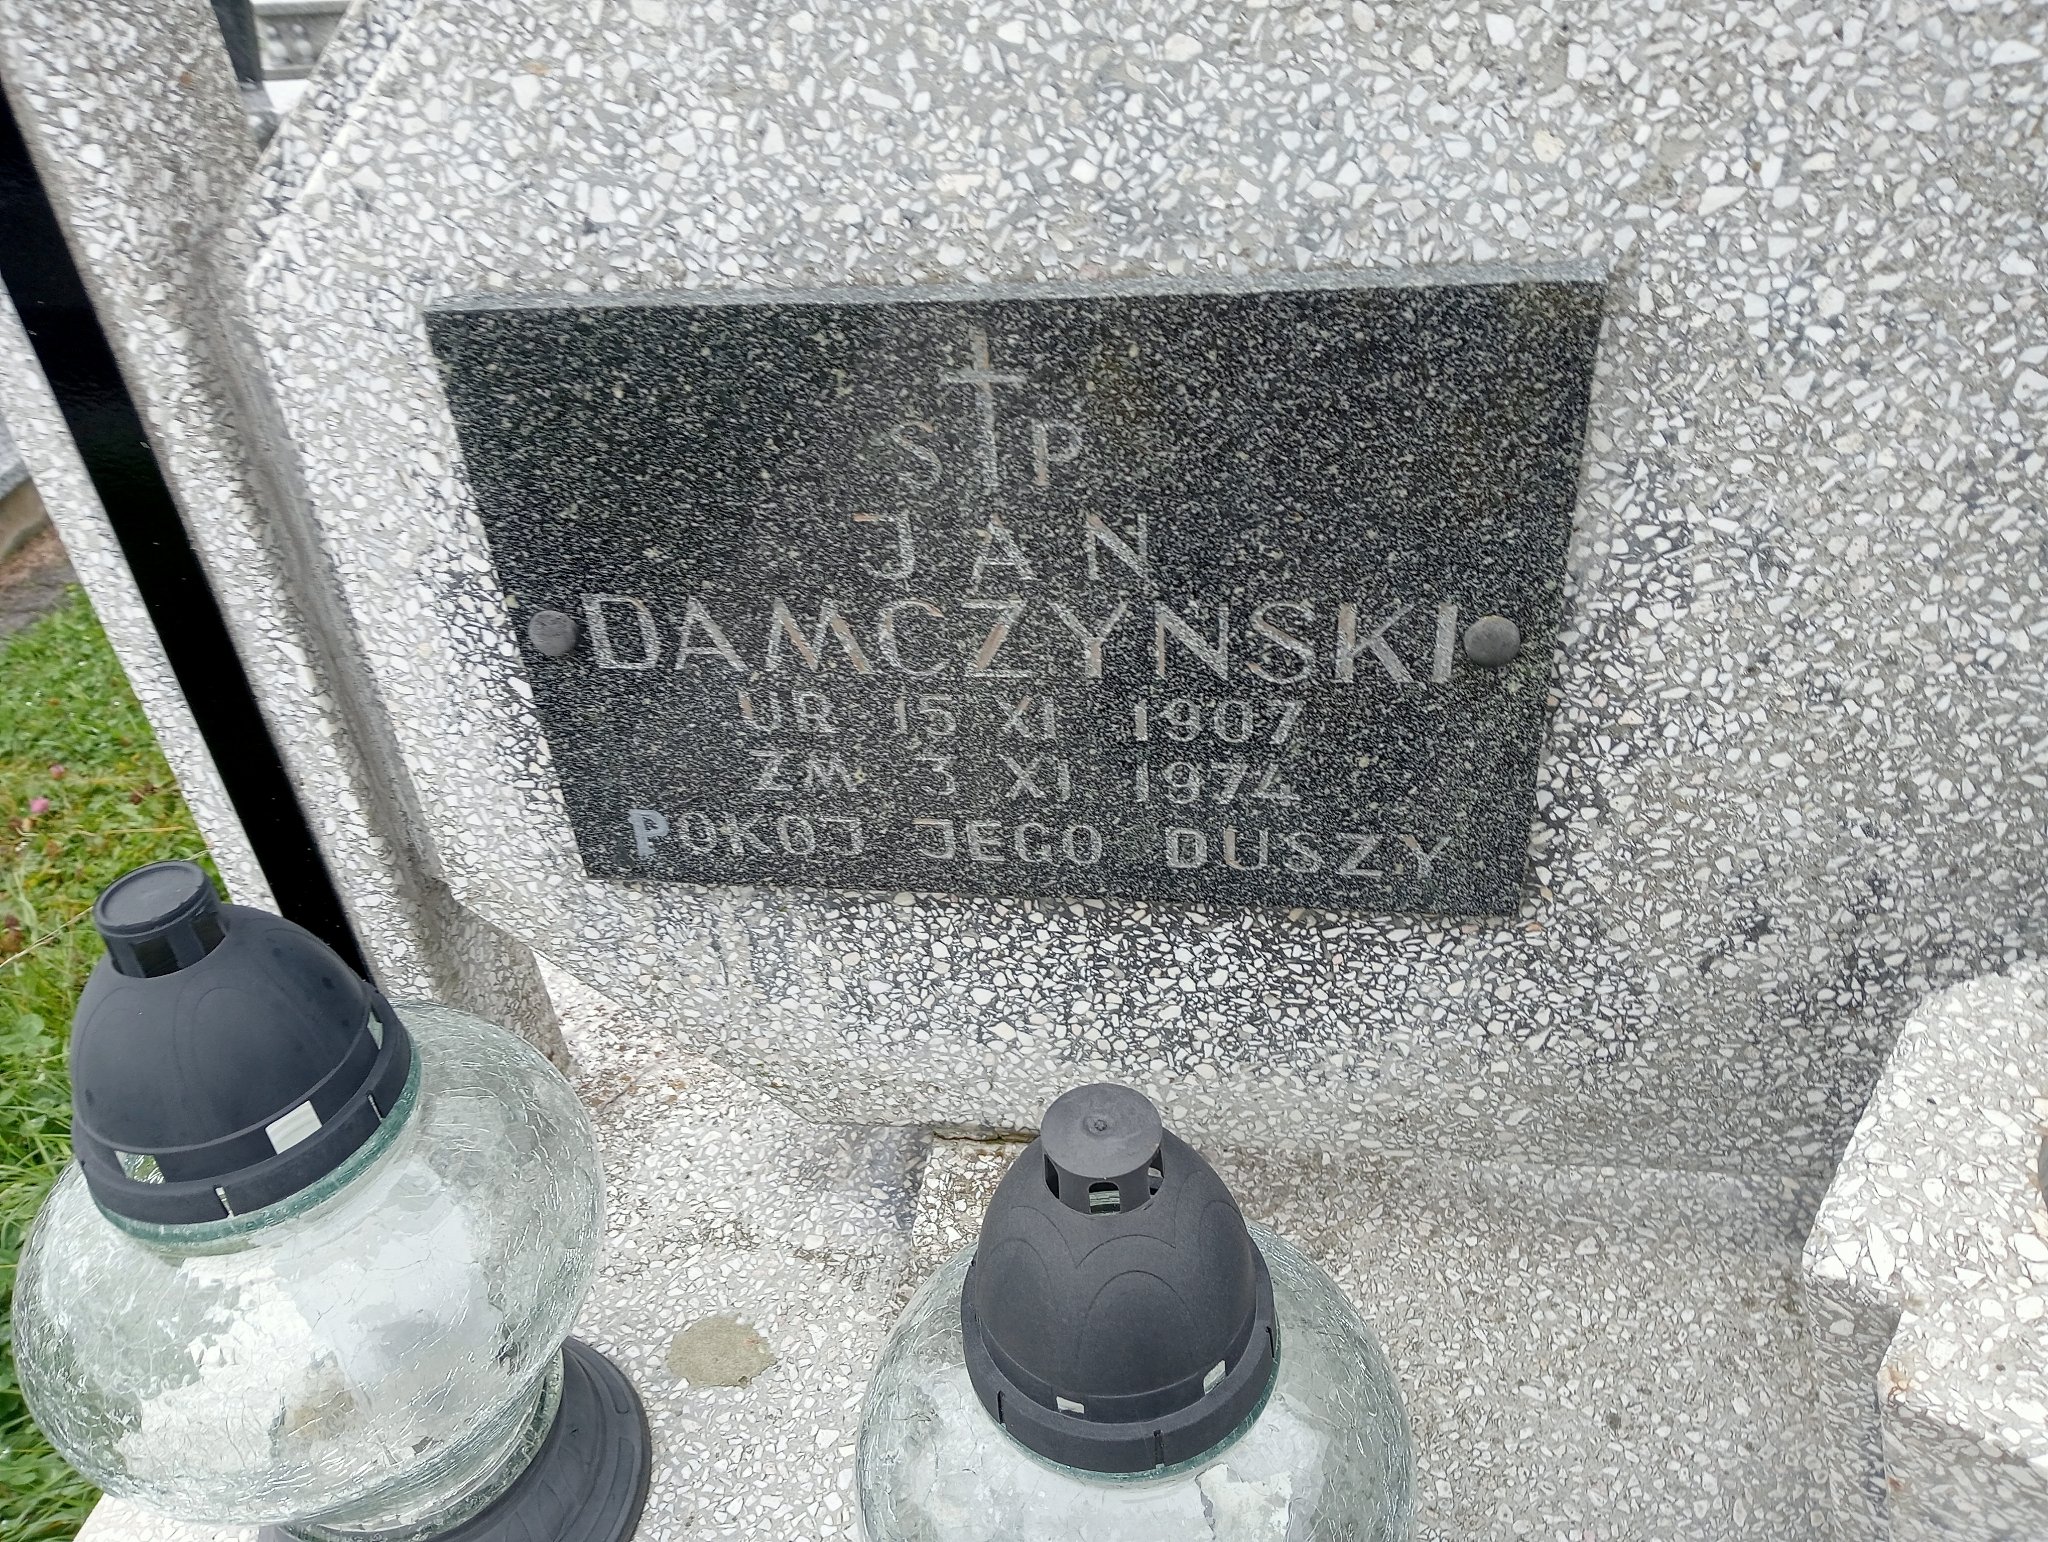 S P
JAN
DAMCZYNSKI
UR 15 XI 1907
ZM. 3 XI 1974
POKOJ JEGO DUSZY